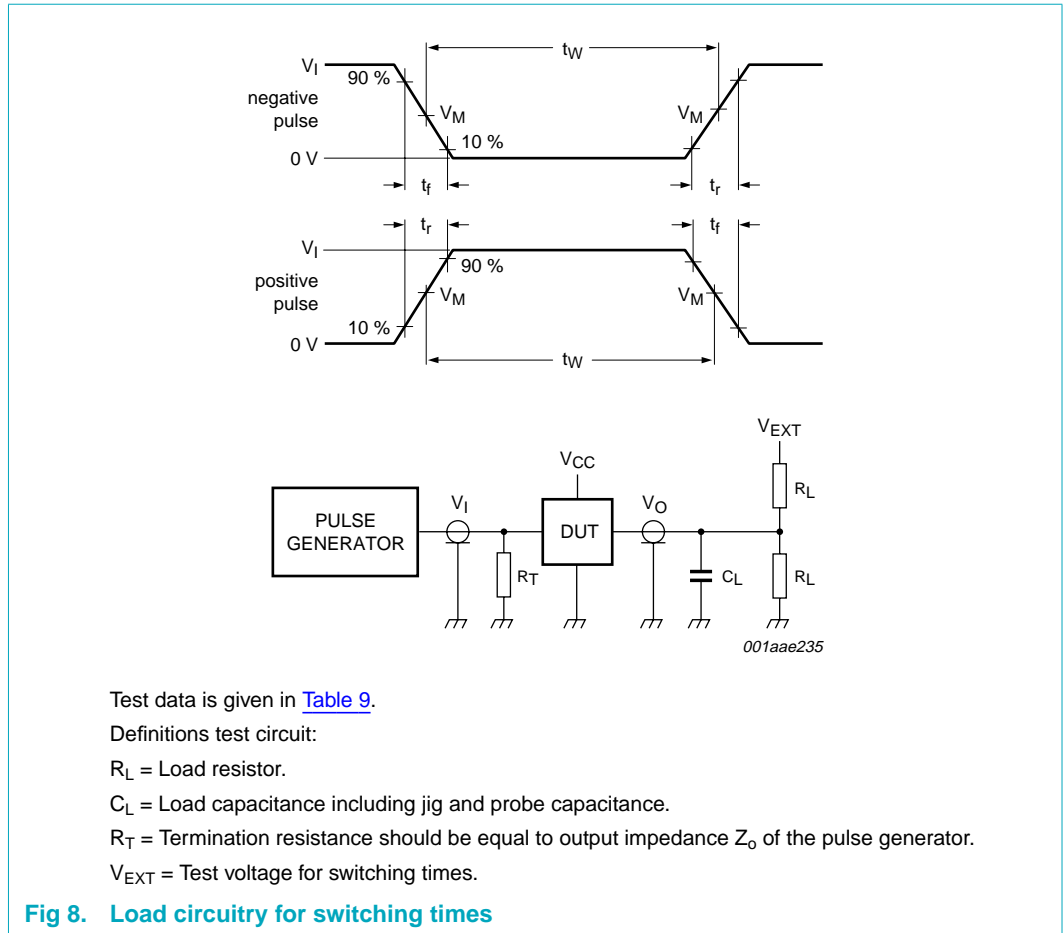 tW
VI
90 %
negative
pulse
VM
VM
10 %
0 V
tf
tr
tr
tf
VI
90 %
positive
pulse
VM
VM
10 %
0 V
tW
VEXT
VCC
RL
VI
VO
PULSE
GENERATOR
DUT
RT
CL
RL
001aae235
Test data is given in Table 9.
Definitions test circuit:
RL = Load resistor.
CL = Load capacitance including jig and probe capacitance.
RT = Termination resistance should be equal to output impedance Zo of the pulse generator.
VEXT = Test voltage for switching times.
Fig 8. Load circuitry for switching times